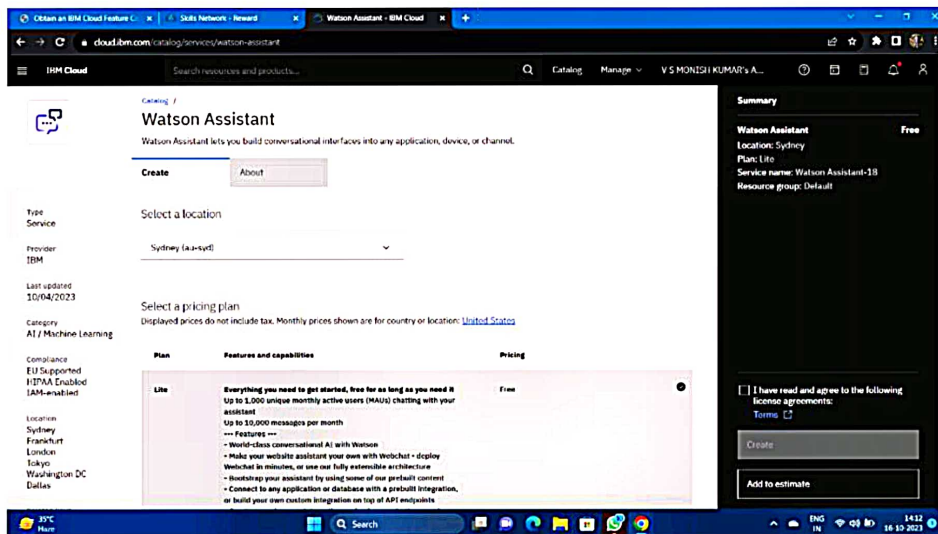 Obtain an IBM Cloud Feature C
Skills Network - Reward
Watson Assistant - IBM Cloud
cloud.ibm.com/catalog/services/watson-assistant
IBM Cloud
Search resources and products...
Catalog
Manage
V S MONISH KUMAR's A...
Catalog /
Watson Assistant
Watson Assistant lets you build conversational interfaces into any application, device, or channel.
Create
About
Type
Service
Provider
IBM
Last updated
10/04/2023
Category
AI / Machine Learning
Compliance
EU Supported
HIPAA Enabled
IAM-enabled
Location
Sydney
Frankfurt
London
Tokyo
Washington DC
Dallas
Select a location
Sydney (au-syd)
Select a pricing plan
Displayed prices do not include tax. Monthly prices shown are for country or location: United States
Plan
Features and capabilities
Pricing
Lite
Everything you need to get started, free for as long as you need it
Free
Up to 1,000 unique monthly active users (MAUs) chatting with your
assistant
Up to 10,000 messages per month
--- Features ---
- World-class conversational AI with Watson
- Make your website assistant your own with Webchat - deploy
Webchat in minutes, or use our fully extensible architecture
- Bootstrap your assistant by using some of our prebuilt content
- Connect to any application or database with a prebuilt integration,
or build your own custom integration on top of API endpoints
Summary
Watson Assistant
Free
Location: Sydney
Plan: Lite
Service name: Watson Assistant-18
Resource group: Default
I have read and agree to the following
license agreements:
Terms
Create
Add to estimate
35°C
Haze
Search
ENG
IN
14:12
16-10-2023